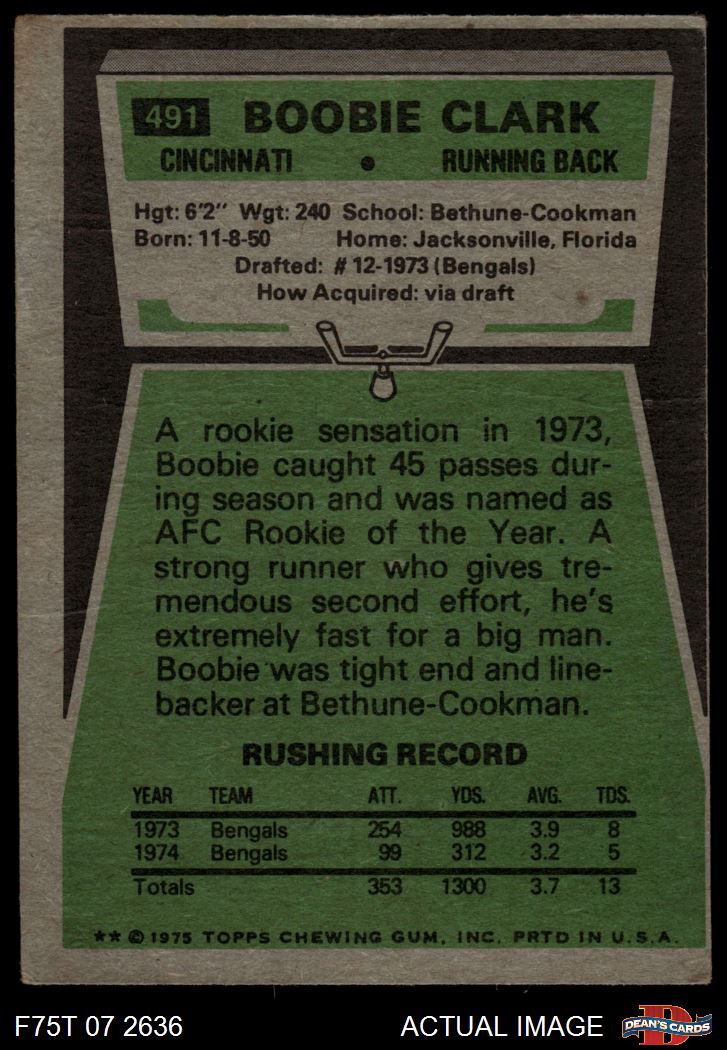 491 BOOBIE CLARK
CINCINNATI • RUNNING BACK
Hgt: 6'2" Wgt: 240 School: Bethune-Cookman
Born: 11-8-50 Home: Jacksonville, Florida
Drafted: #12-1973 (Bengals)
How Acquired: via draft
A rookie sensation in 1973,
Boobie caught 45 passes dur-
ing season and was named as
AFC Rookie of the Year. A
strong runner who gives tre-
mendous second effort, he's
extremely fast for a big man.
Boobie was tight end and line-
backer at Bethune-Cookman.
RUSHING RECORD
YEAR TEAM ATT. YDS. AVG. TDS.
1973 Bengals 254 988 3.9 8
1974 Bengals 99 312 3.2 5
Totals 353 1300 3.7 13
** © 1975 TOPPS CHEWING GUM, INC. PRTD IN U.S.A.
F75T 07 2636 ACTUAL IMAGE D DEAN'S CARDS